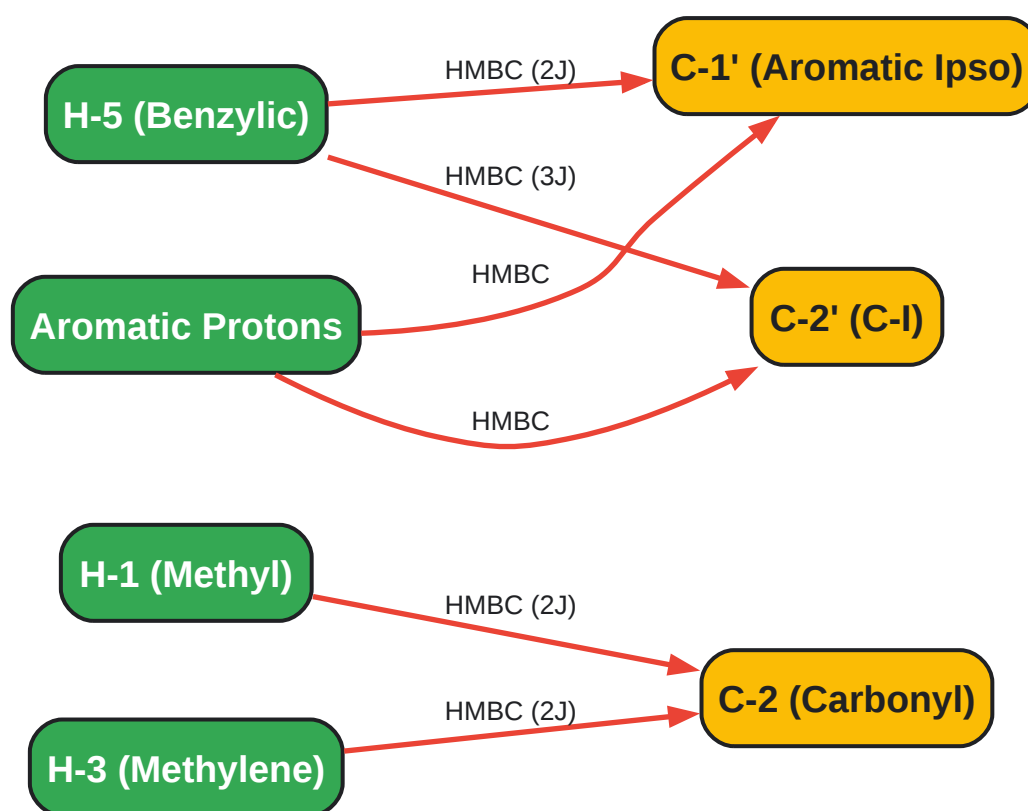 HMBC (2J)
C-1' (Aromatic Ipso)
H-5 (Benzylic)
HMBC (3J)
HMBC
Aromatic Protons
C-2' (C-I)
HMBC
H-1 (Methyl)
HMBC (2J)
C-2 (Carbonyl)
HMBC (2J)
H-3 (Methylene)